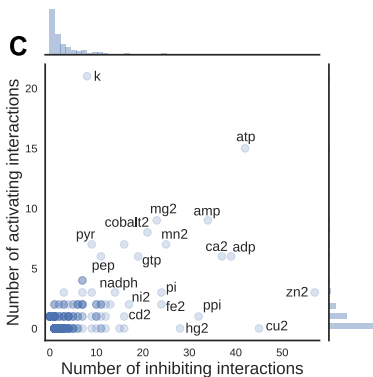 C
k
20
atp
15
10
mg2
amp
cobalt2
mn2
pyr
ca2
adp
pep
gtp
5
nadph
pi
zn2
ni2
fe2
ppi
cd2
hg2
cu2
0
0
10
20
30
40
50
Number of activating interactions
Number of inhibiting interactions